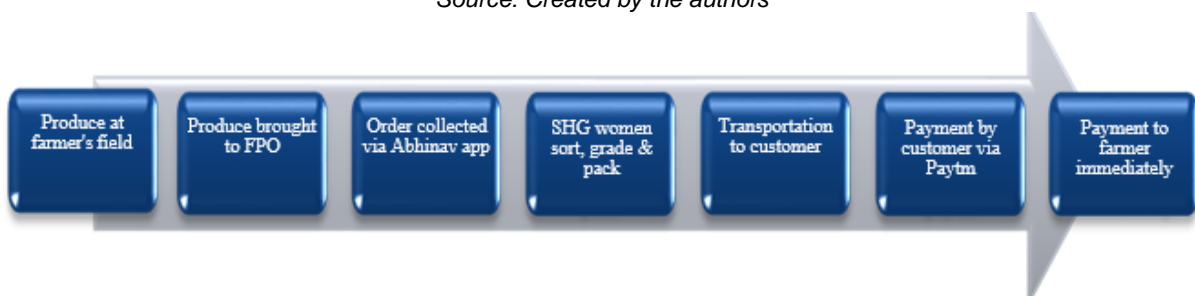 Source: Created by the authors
Produce at
farmer's field
Produce brought
to FPO
Order collected
via Abhinav app
SHG women
sort, grade &
pack
Transportation
to customer
Payment by
customer via
Paytm
Payment to
farmer
immediately